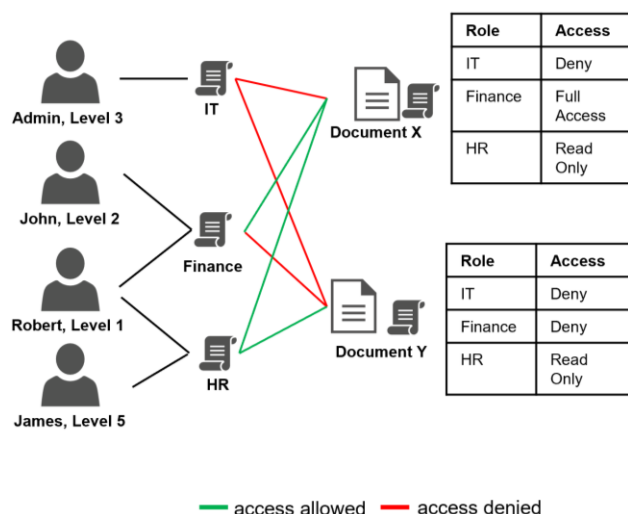 Admin, Level 3
IT
John, Level 2
Finance
Robert, Level 1
HR
James, Level 5
Document X
Role Access
IT Deny
Finance Full
Access
HR Read
Only
Document Y
Role Access
IT Deny
Finance Deny
HR Read
Only
access allowed access denied